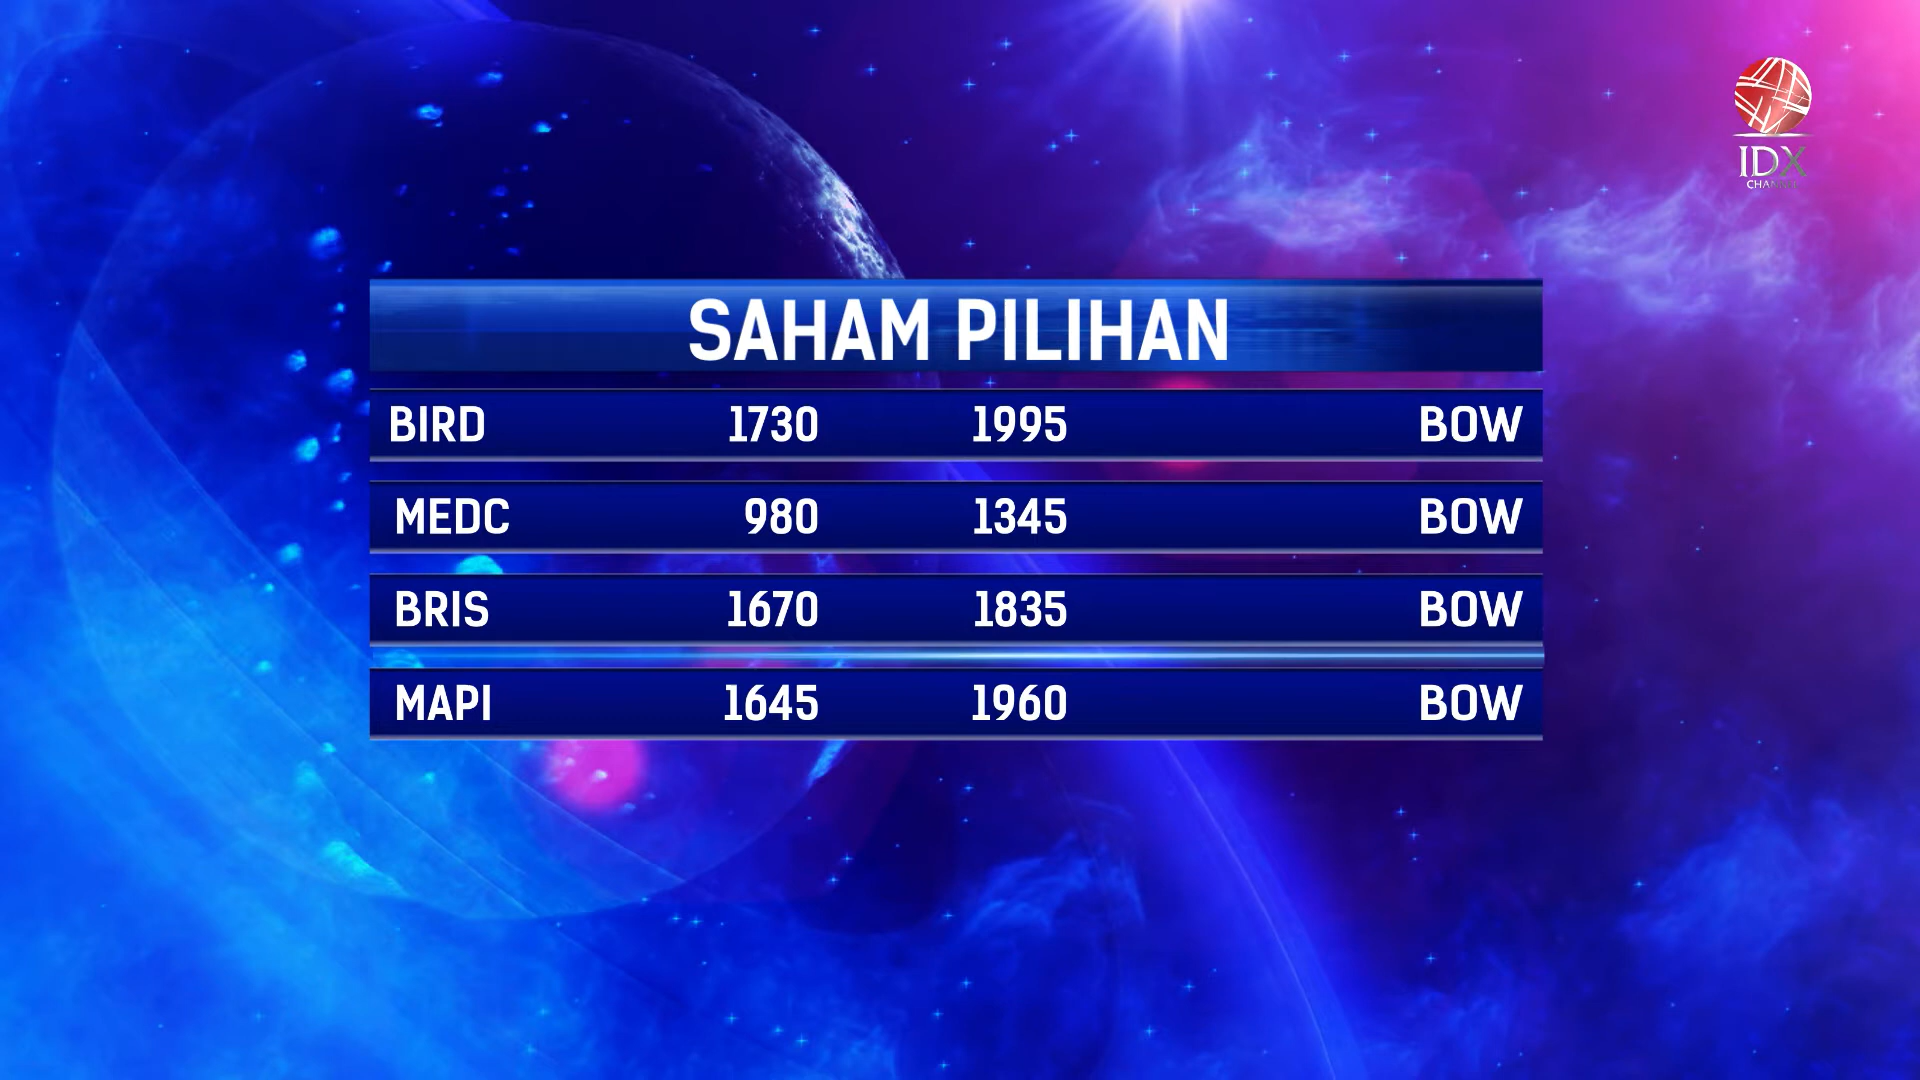 IDX
CHANNEL
SAHAM PILIHAN
BIRD 1730 1995 BOW
MEDC 980 1345 BOW
BRIS 1670 1835 BOW
MAPI 1645 1960 BOW